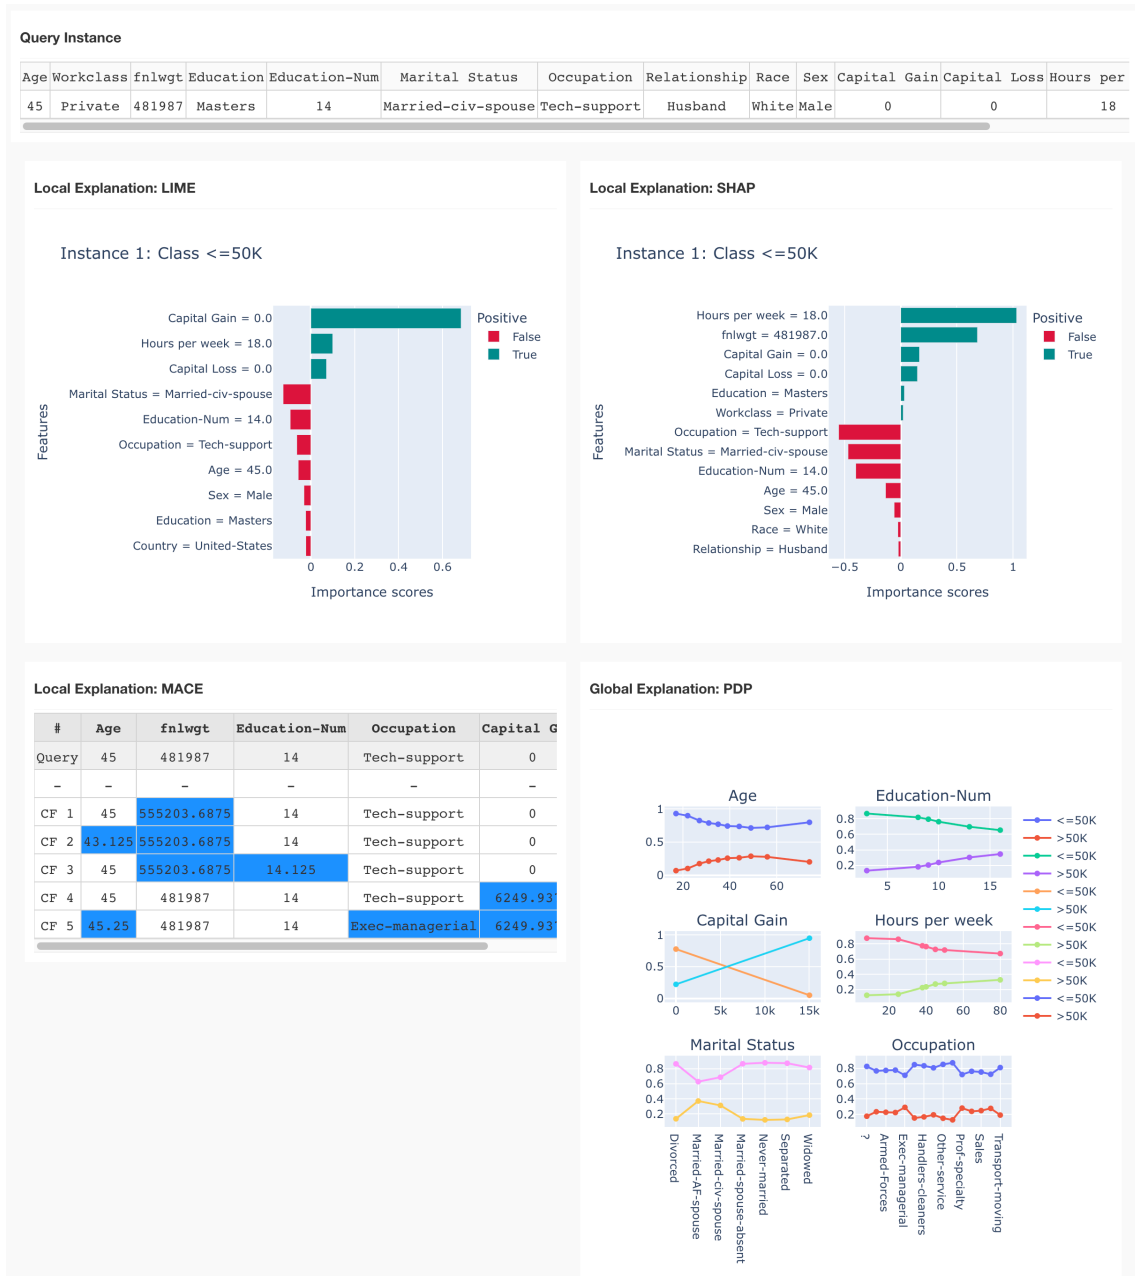 Query Instance
Age Workclass fnlwgt Education Education-Num Marital Status Occupation Relationship Race Sex Capital Gain Capital Loss Hours per
45 Private 481987 Masters 14 Married-civ-spouse Tech-support Husband White Male 0 0 18
Local Explanation: LIME
Instance 1: Class <=50K
Features
Capital Gain = 0.0
Hours per week = 18.0
Capital Loss = 0.0
Marital Status = Married-civ-spouse
Education-Num = 14.0
Occupation = Tech-support
Age = 45.0
Sex = Male
Education = Masters
Country = United-States
0 0.2 0.4 0.6
Importance scores
Positive
False
True
Local Explanation: SHAP
Instance 1: Class <=50K
Features
Hours per week = 18.0
fnlwgt = 481987.0
Capital Gain = 0.0
Capital Loss = 0.0
Education = Masters
Workclass = Private
Occupation = Tech-support
Marital Status = Married-civ-spouse
Education-Num = 14.0
Age = 45.0
Sex = Male
Race = White
Relationship = Husband
−0.5 0 0.5 1
Importance scores
Positive
False
True
Local Explanation: MACE
# Age fnlwgt Education-Num Occupation Capital G
Query 45 481987 14 Tech-support 0
– – – – – –
CF 1 45 555203.6875 14 Tech-support 0
CF 2 43.125 555203.6875 14 Tech-support 0
CF 3 45 555203.6875 14.125 Tech-support 0
CF 4 45 481987 14 Tech-support 6249.937
CF 5 45.25 481987 14 Exec-managerial 6249.937
Global Explanation: PDP
Age
1
0.5
0
20 40 60
Education-Num
0.8
0.6
0.4
0.2
5 10 15
Capital Gain
1
0.5
0
0 5k 10k 15k
Hours per week
0.8
0.6
0.4
0.2
20 40 60 80
Marital Status
0.8
0.6
0.4
0.2
Divorced
Married-AF-spouse
Married-civ-spouse
Married-spouse-absent
Never-married
Separated
Widowed
Occupation
0.8
0.6
0.4
0.2
?
Armed-Forces
Exec-managerial
Handlers-cleaners
Other-service
Prof-specialty
Sales
Transport-moving
<=50K
>50K
<=50K
>50K
<=50K
>50K
<=50K
>50K
<=50K
>50K
<=50K
>50K